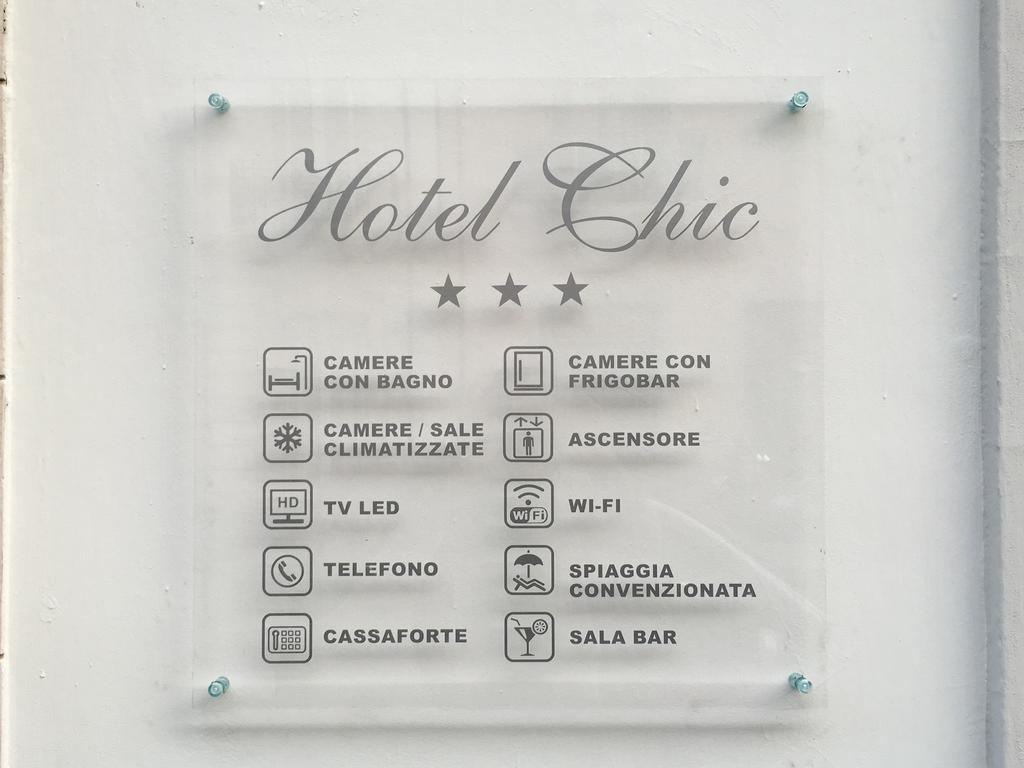 Hotel Chic
CAMERE
CON BAGNO
CAMERE CON
FRIGOBAR
CAMERE / SALE
CLIMATIZZATE
ASCENSORE
HD
TV LED
WiFi
WI-FI
TELEFONO
SPIAGGIA
CONVENZIONATA
CASSAFORTE
SALA BAR